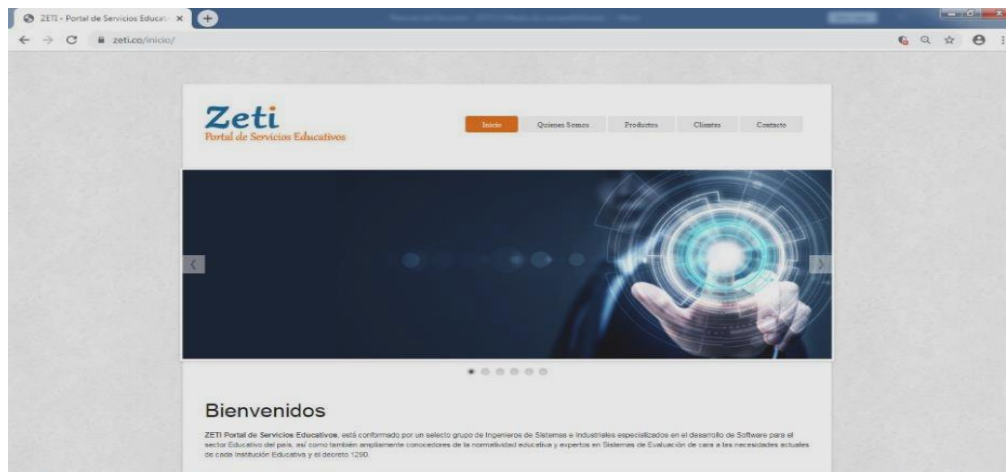 ZETI - Portal de Servicios Educati
zeti.co/inicio/
Zeti
Portal de Servicios Educativos
Inicio Quienes Somos Productos Clientes Contacto
Bienvenidos
ZETI Portal de Servicios Educativos, está conformado por un selecto grupo de Ingenieros de Sistemas e Industriales especializados en el desarrollo de Software para el
sector Educativo del país, así como también ampliamente conocedores de la normatividad educativa y expertos en Sistemas de Evaluación de cara a las necesidades actuales
de cada Institución Educativa y el decreto 1290.